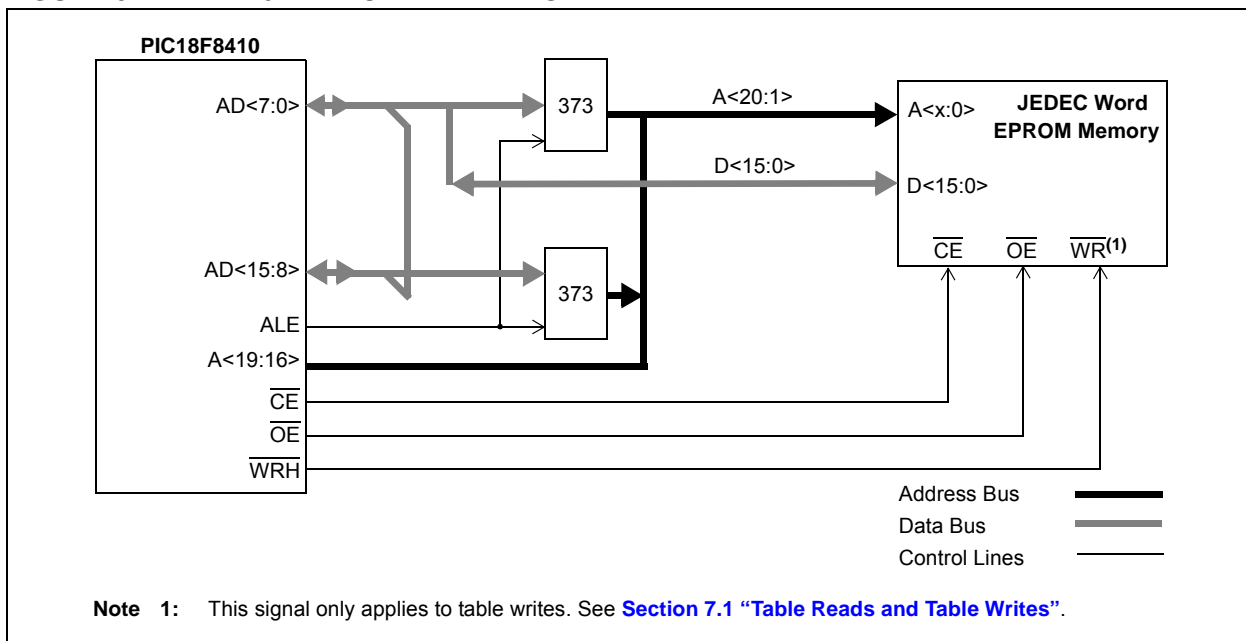 PIC18F8410
AD<7:0>
373
A<20:1>
A<x:0>
JEDEC Word
EPROM Memory
D<15:0>
D<15:0>
CE
OE
WR(1)
AD<15:8>
373
ALE
A<19:16>
CE
OE
WRH
Address Bus
Data Bus
Control Lines
Note 1: This signal only applies to table writes. See Section 7.1 “Table Reads and Table Writes”.